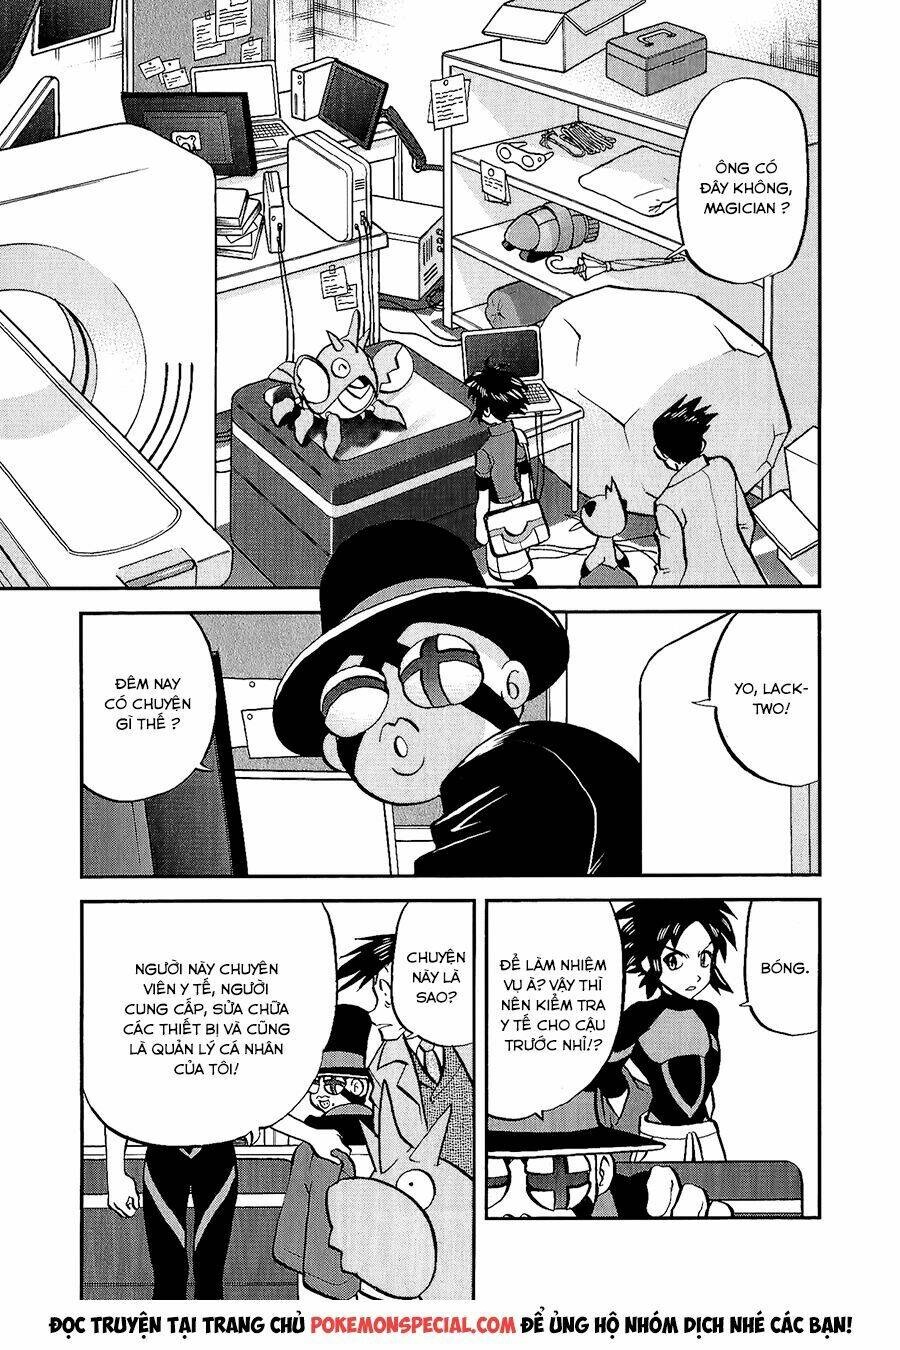 ÔNG CÓ
ĐÂY KHÔNG,
MAGICIAN ?
YO, LACK-
TWO!
ĐÊM NAY
CÓ CHUYỆN
GÌ THẾ ?
BÓNG.
ĐỂ LÀM NHIỆM
VỤ À? VẬY THÌ
NÊN KIỂM TRA
Y TẾ CHO CẬU
TRƯỚC NHỈ!?
CHUYỆN
NÀY LÀ
SAO?
NGƯỜI NÀY CHUYÊN
VIÊN Y TẾ, NGƯỜI
CUNG CẤP, SỬA CHỮA
CÁC THIẾT BỊ VÀ CŨNG
LÀ QUẢN LÝ CÁ NHÂN
CỦA TÔI!
ĐỌC TRUYỆN TẠI TRANG CHỦ POKEMONSPECIAL.COM ĐỂ ỦNG HỘ NHÓM DỊCH NHÉ CÁC BẠN!